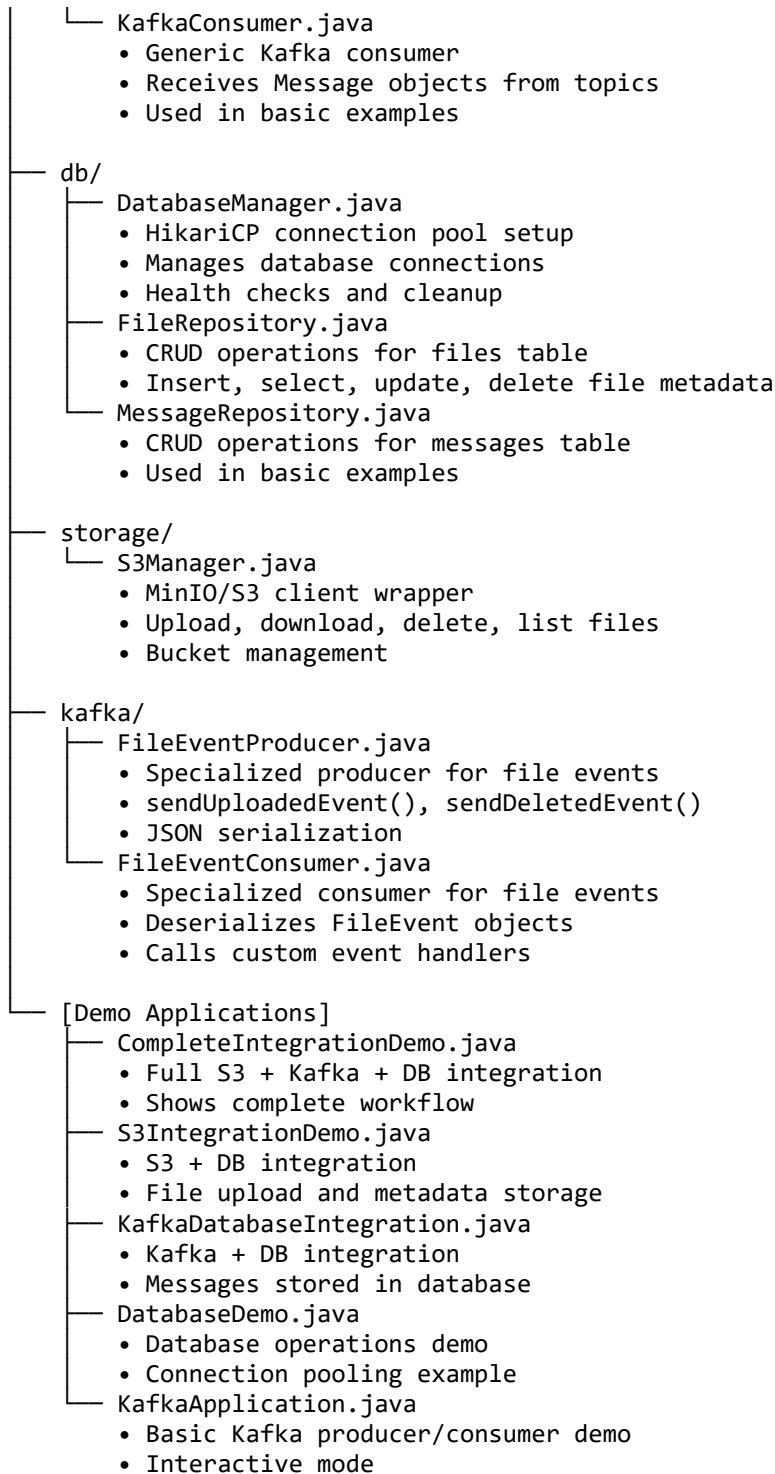 │   └── KafkaConsumer.java
│       • Generic Kafka consumer
│       • Receives Message objects from topics
│       • Used in basic examples
│
├── db/
│   ├── DatabaseManager.java
│   │   • HikariCP connection pool setup
│   │   • Manages database connections
│   │   • Health checks and cleanup
│   ├── FileRepository.java
│   │   • CRUD operations for files table
│   │   • Insert, select, update, delete file metadata
│   └── MessageRepository.java
│       • CRUD operations for messages table
│       • Used in basic examples
│
├── storage/
│   └── S3Manager.java
│       • MinIO/S3 client wrapper
│       • Upload, download, delete, list files
│       • Bucket management
│
├── kafka/
│   ├── FileEventProducer.java
│   │   • Specialized producer for file events
│   │   • sendUploadedEvent(), sendDeletedEvent()
│   │   • JSON serialization
│   └── FileEventConsumer.java
│       • Specialized consumer for file events
│       • Deserializes FileEvent objects
│       • Calls custom event handlers
│
└── [Demo Applications]
    ├── CompleteIntegrationDemo.java
    │   • Full S3 + Kafka + DB integration
    │   • Shows complete workflow
    ├── S3IntegrationDemo.java
    │   • S3 + DB integration
    │   • File upload and metadata storage
    ├── KafkaDatabaseIntegration.java
    │   • Kafka + DB integration
    │   • Messages stored in database
    ├── DatabaseDemo.java
    │   • Database operations demo
    │   • Connection pooling example
    └── KafkaApplication.java
        • Basic Kafka producer/consumer demo
        • Interactive mode